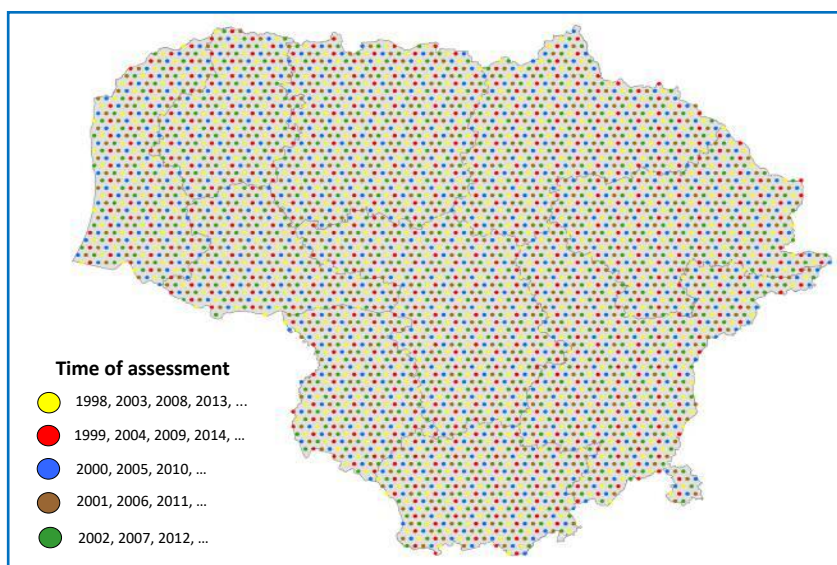 Time of assessment
1998, 2003, 2008, 2013, ...
1999, 2004, 2009, 2014, ...
2000, 2005, 2010, ...
2001, 2006, 2011, ...
2002, 2007, 2012, ...